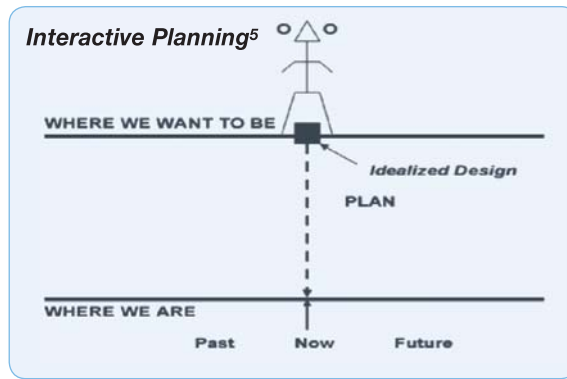 Interactive Planning⁵
WHERE WE WANT TO BE
Idealized Design
PLAN
WHERE WE ARE
Past Now Future